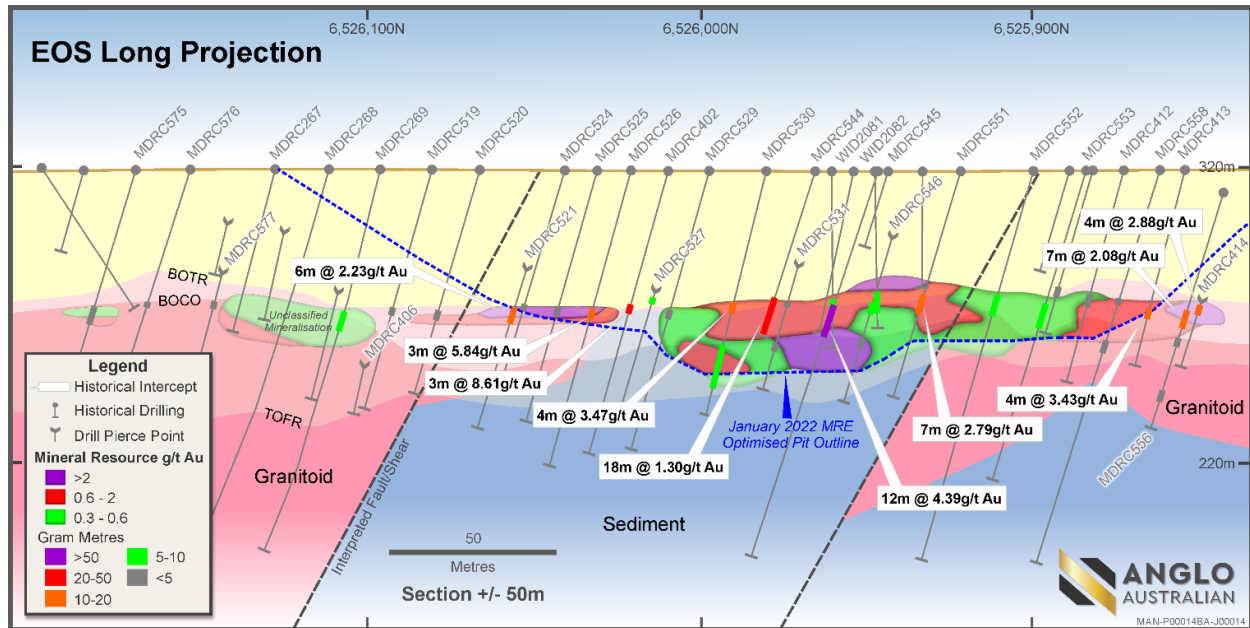 6,526,100N
6,526,000N
6,525,900N
EOS Long Projection
MDRC575
MDRC576
MDRC267
MDRC268
MDRC269
MDRC519
MDRC520
MDRC524
MDRC525
MDRC526
MDRC402
MDRC529
MDRC530
MDRC544
WID2081
WID2082
MDRC545
MDRC551
MDRC552
MDRC553
MDRC412
MDRC558
MDRC413
320m
MDRC577
MDRC521
MDRC527
MDRC531
MDRC546
4m @ 2.88g/t Au
7m @ 2.08g/t Au
MDRC414
6m @ 2.23g/t Au
BOTR
BOCO
Unclassified
Mineralisation
MDRC406
3m @ 5.84g/t Au
3m @ 8.61g/t Au
4m @ 3.47g/t Au
18m @ 1.30g/t Au
January 2022 MRE
Optimised Pit Outline
7m @ 2.79g/t Au
12m @ 4.39g/t Au
4m @ 3.43g/t Au
MDRC556
Granitoid
220m
TOFR
Granitoid
Interpreted Fault/Shear
Sediment
Legend
Historical Intercept
Historical Drilling
Drill Pierce Point
Mineral Resource g/t Au
>2
0.6 - 2
0.3 - 0.6
Gram Metres
>50
5-10
20-50
<5
10-20
50
Metres
Section +/- 50m
ANGLO
AUSTRALIAN
MAN-P00014BA-J00014